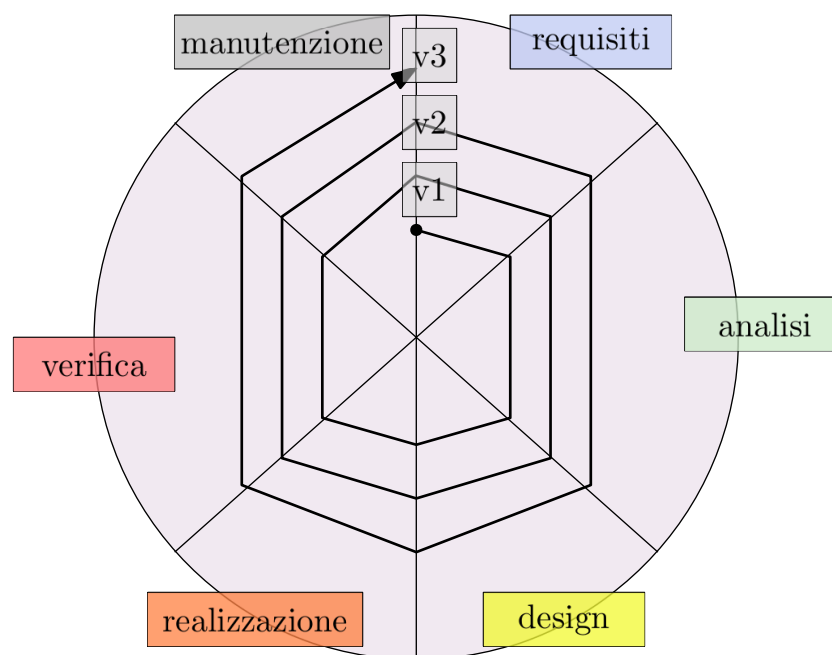 manutenzione
requisiti
v3
v2
v1
analisi
verifica
realizzazione
design